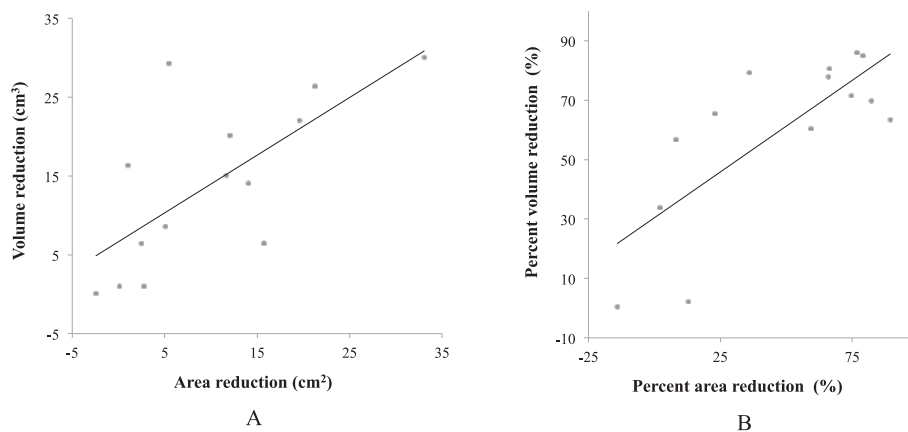 35
25
15
5
-5
Volume reduction (cm³)
-5 5 15 25 35
Area reduction (cm²)
A
90
70
50
30
10
-10
Percent volume reduction (%)
-25 25 75
Percent area reduction (%)
B